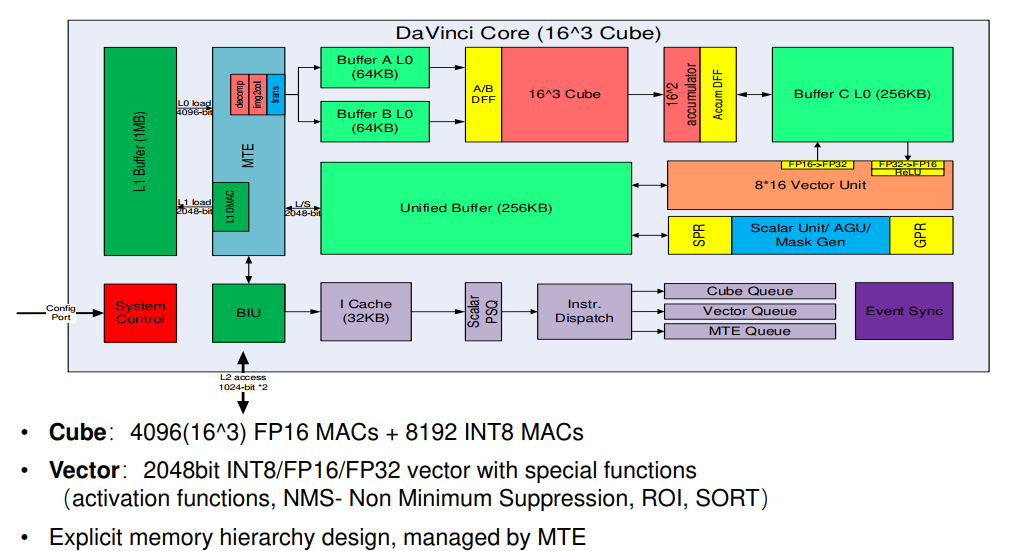 DaVinci Core (16^3 Cube)
L1 Buffer (1MB)
L0 load
4096-bit
L1 load
2048-bit
MTE
decomp
img2col
trans
L1 DMAC
Buffer A L0
(64KB)
Buffer B L0
(64KB)
A/B
DFF
16^3 Cube
16^2
accumulator
Accum DFF
Buffer C L0 (256KB)
L/S
2048-bit
Unified Buffer (256KB)
FP16->FP32
FP32->FP16
ReLU
8*16 Vector Unit
SPR
Scalar Unit/ AGU/
Mask Gen
GPR
Config
Port
System
Control
BIU
I Cache
(32KB)
Scalar
PSQ
Instr.
Dispatch
Cube Queue
Vector Queue
MTE Queue
Event Sync
L2 access
1024-bit *2
• Cube： 4096(16^3) FP16 MACs + 8192 INT8 MACs
• Vector： 2048bit INT8/FP16/FP32 vector with special functions
（activation functions, NMS- Non Minimum Suppression, ROI, SORT）
• Explicit memory hierarchy design, managed by MTE